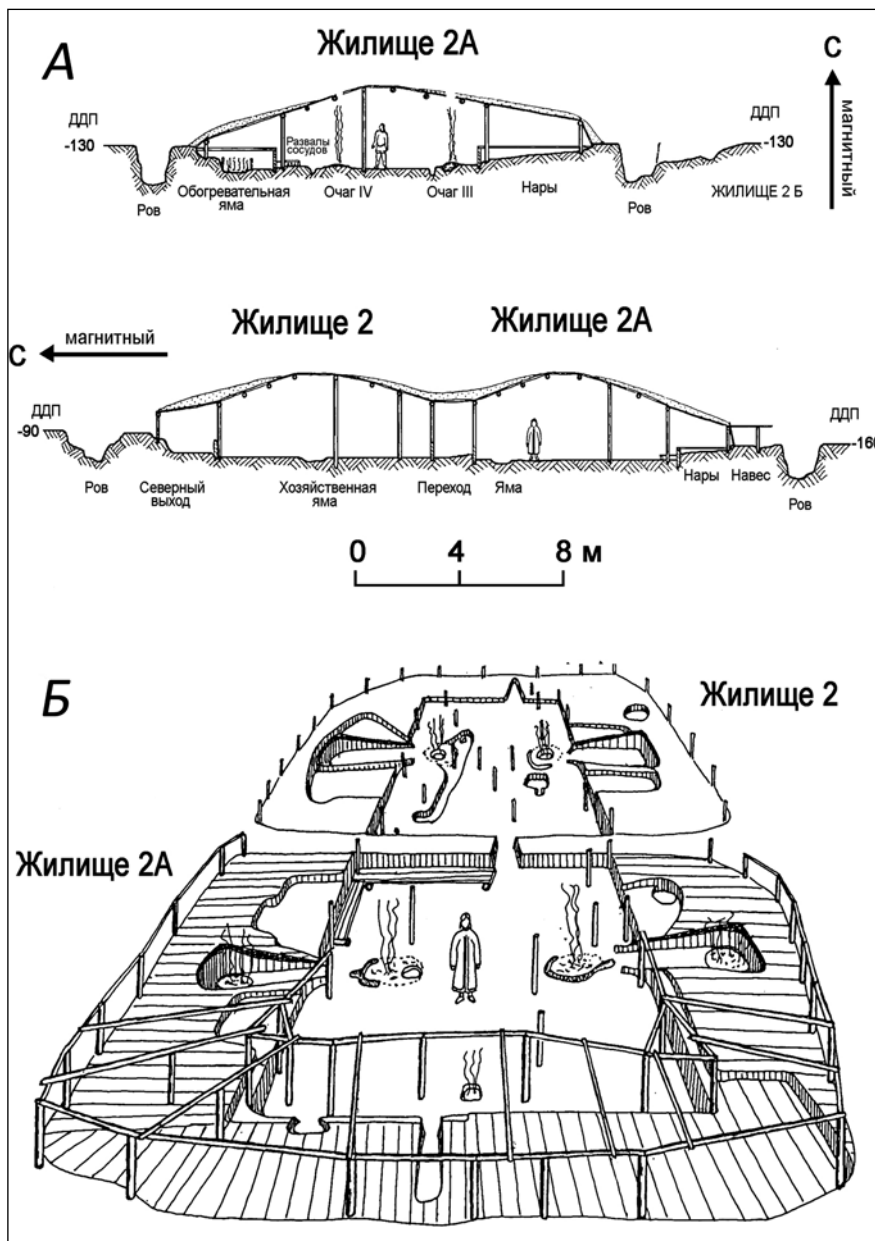 А
Жилище 2А
С
магнитный
ДДП
-130
Развалы
сосудов
ДДП
-130
Ров
Обогревательная
яма
Очаг IV
Очаг III
Нары
Ров
ЖИЛИЩЕ 2 Б
Жилище 2
Жилище 2А
С
магнитный
ДДП
-90
ДДП
-160
Ров
Северный
выход
Хозяйственная
яма
Переход
Яма
Нары
Навес
Ров
0 4 8 м
Б
Жилище 2
Жилище 2А